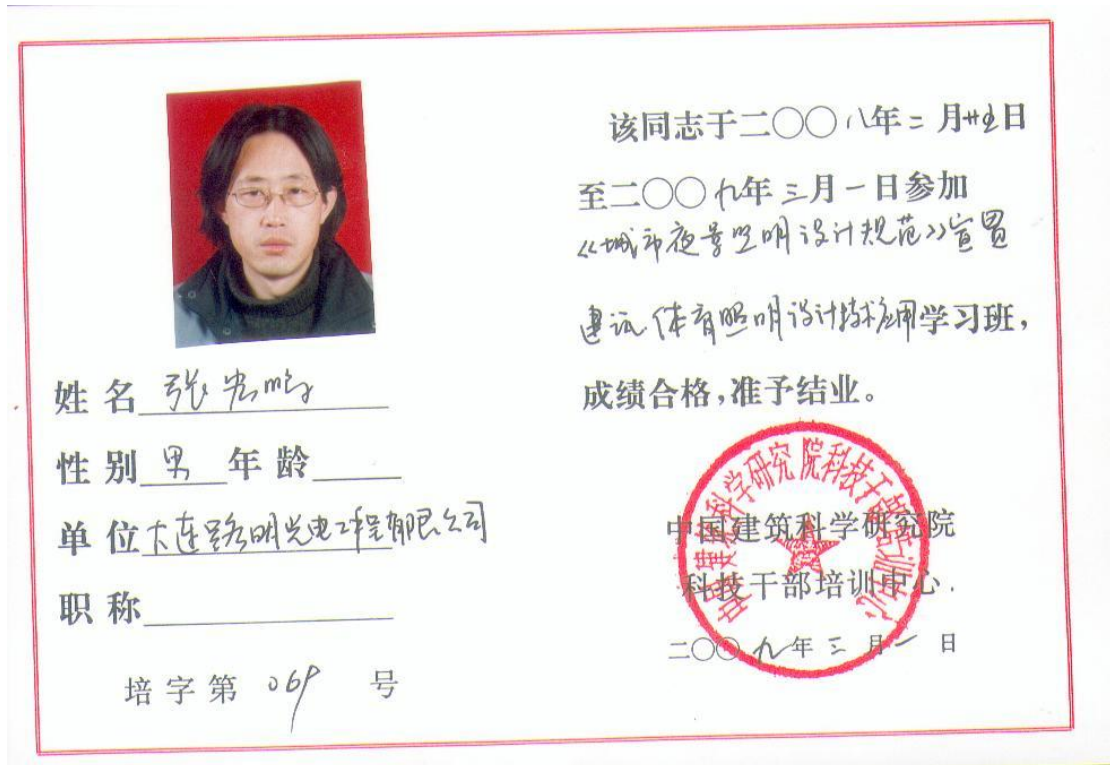 姓名 张宏鸣
性别 男 年龄
单位 大连路明光电工程有限公司
职称
培字第 069 号
该同志于二〇〇八年二月廿七日
至二〇〇九年三月一日参加
《城市夜景照明设计规范》宣贯
体育照明设计技术应用学习班，
成绩合格，准予结业。
中国建筑科学研究院科技干部培训中心
中国建筑科学研究院
科技干部培训中心
二〇〇九年三月一日